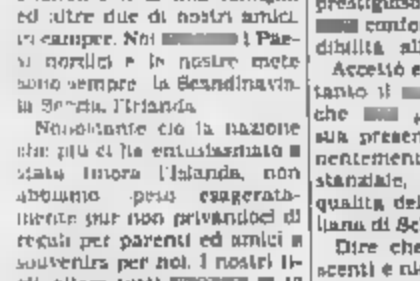 ed altre due di nostri amici.
in camper. Noi i Pae-
si nordici e le nostre mete
sono sempre la Scandinavia,
la Scozia, l'Irlanda
Nonostante ciò la nazione
che più ci ha entusiasmato è
stata finora l'Islanda, non
abbiamo speso esagerata-
mente pur non privandoci di
regali per parenti ed amici e
souvenirs per noi. I nostri
confo
dibilità al
Accettò e
tanto il
che
sua presen
nentement
stanziale,
qualità del
liana di Sc
Dire che
scenti è